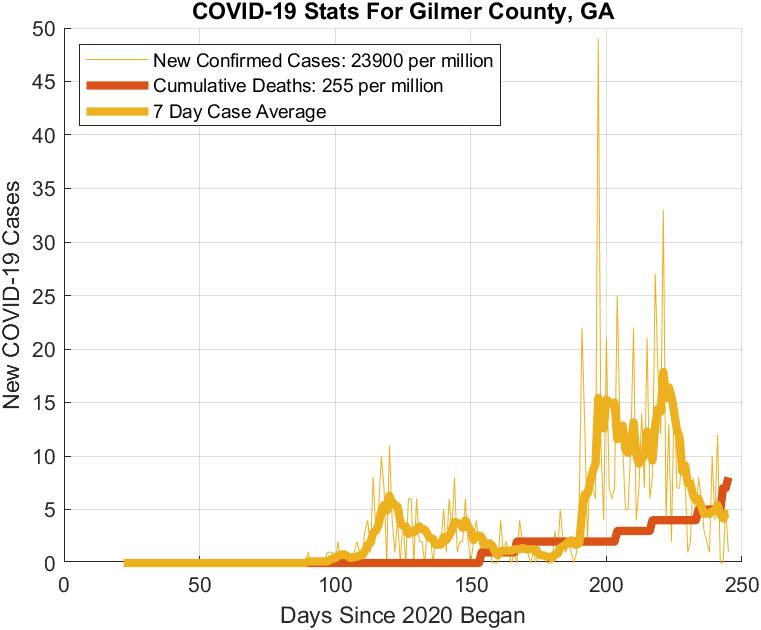 COVID-19 Stats For Gilmer County, GA
New Confirmed Cases: 23900 per million
Cumulative Deaths: 255 per million
7 Day Case Average
New COVID-19 Cases
50
45
40
35
30
25
20
15
10
5
0
0 50 100 150 200 250
Days Since 2020 Began